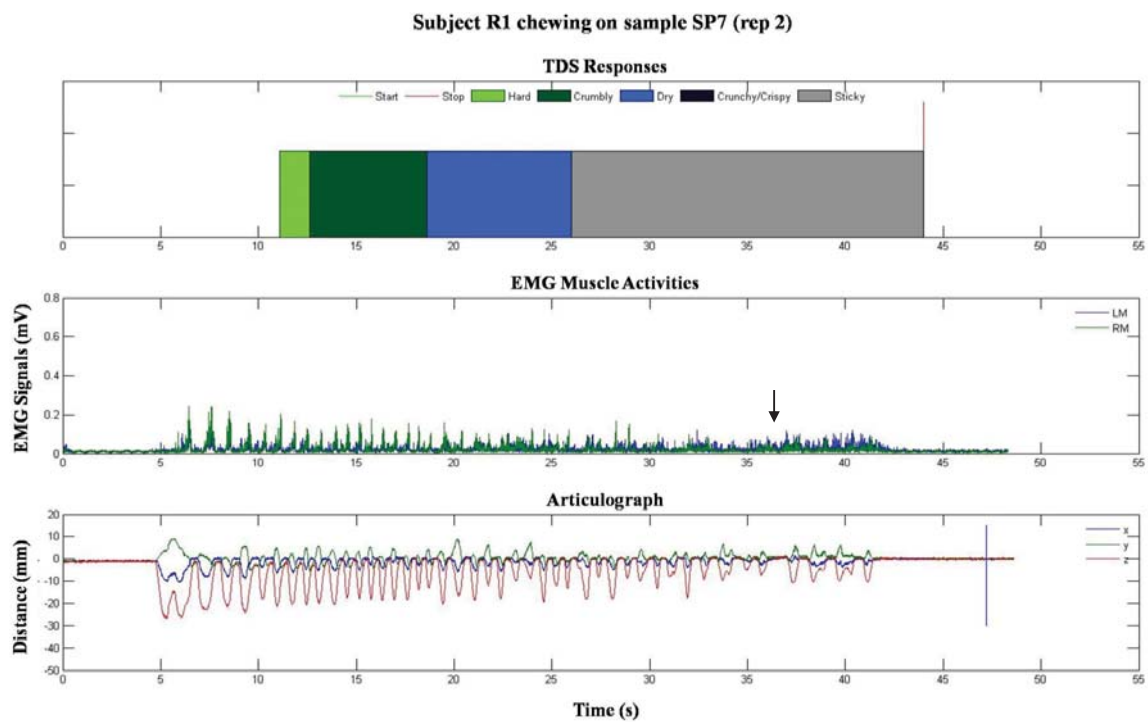 Subject R1 chewing on sample SP7 (rep 2)
TDS Responses
Start Stop Hard Crumbly Dry Crunchy/Crispy Sticky
0 5 10 15 20 25 30 35 40 45 50 55
EMG Muscle Activities
EMG Signals (mV)
0.8
0.6
0.4
0.2
0
LM
RM
0 5 10 15 20 25 30 35 40 45 50 55
Articulograph
Distance (mm)
20
10
0
-10
-20
-30
-40
-50
x
y
z
0 5 10 15 20 25 30 35 40 45 50 55
Time (s)